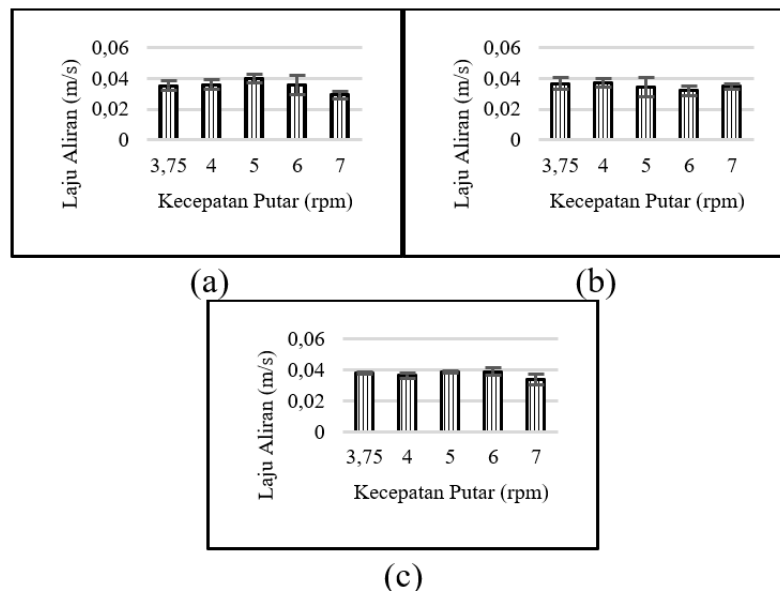 Laju Aliran (m/s)
0,06
0,04
0,02
0
3,75 4 5 6 7
Kecepatan Putar (rpm)
(a)
Laju Aliran (m/s)
0,06
0,04
0,02
0
3,75 4 5 6 7
Kecepatan Putar (rpm)
(b)
Laju Aliran (m/s)
0,06
0,04
0,02
0
3,75 4 5 6 7
Kecepatan Putar (rpm)
(c)